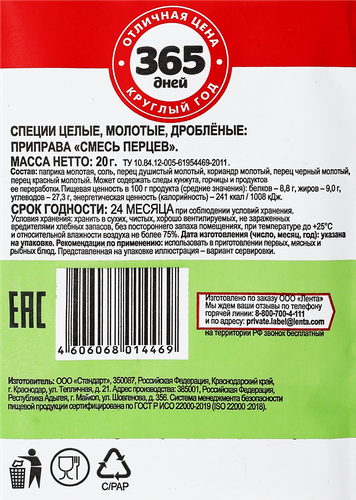 ОТЛИЧНАЯ ЦЕНА
365
дней
КРУГЛЫЙ ГОД
СПЕЦИИ ЦЕЛЫЕ, МОЛОТЫЕ, ДРОБЛЁНЫЕ:
ПРИПРАВА «СМЕСЬ ПЕРЦЕВ».
МАССА НЕТТО: 20 г. ТУ 10.84.12-005-61954469-2011.
Состав: паприка молотая, соль, перец душистый молотый, кориандр молотый, перец черный молотый,
перец красный молотый. Может содержать следы кунжута, горчицы и продуктов
ее переработки. Пищевая ценность в 100 г продукта (средние значения): белков – 8,8 г, жиров – 9,0 г,
углеводов – 27,3 г, энергетическая ценность (калорийность) – 241 ккал / 1008 кДж.
СРОК ГОДНОСТИ: 24 МЕСЯЦА при соблюдении условий хранения.
Условия хранения: хранить в сухих, чистых, хорошо вентилируемых, не зараженных
вредителями хлебных запасов, без постороннего запаха помещениях, при температуре до +25°С
и относительной влажности воздуха не более 75%. Дата изготовления (число, месяц, год): указана
на упаковке. Рекомендации по применению: использовать в приготовлении первых, мясных и
рыбных блюд. Представленная на упаковке иллюстрация – вариант сервировки.
EAC
4606068014469
Изготовлено по заказу ООО «Лента»
Отзывы и предложения по телефону
горячей линии: 8-800-700-4-111
и по адресу: private.label@lenta.com
на территории РФ звонок бесплатный
Изготовитель: ООО «Стандарт», 350087, Российская Федерация, Краснодарский край,
г. Краснодар, ул. Тепличная, д. 21. Адрес производства: 385001, Российская Федерация,
Республика Адыгея, г. Майкоп, ул. Шовгенова, д. 356. Система менеджмента безопасности
пищевой продукции сертифицирована по ГОСТ Р ИСО 22000-2019 (ISO 22000 :2018).
C/PAP